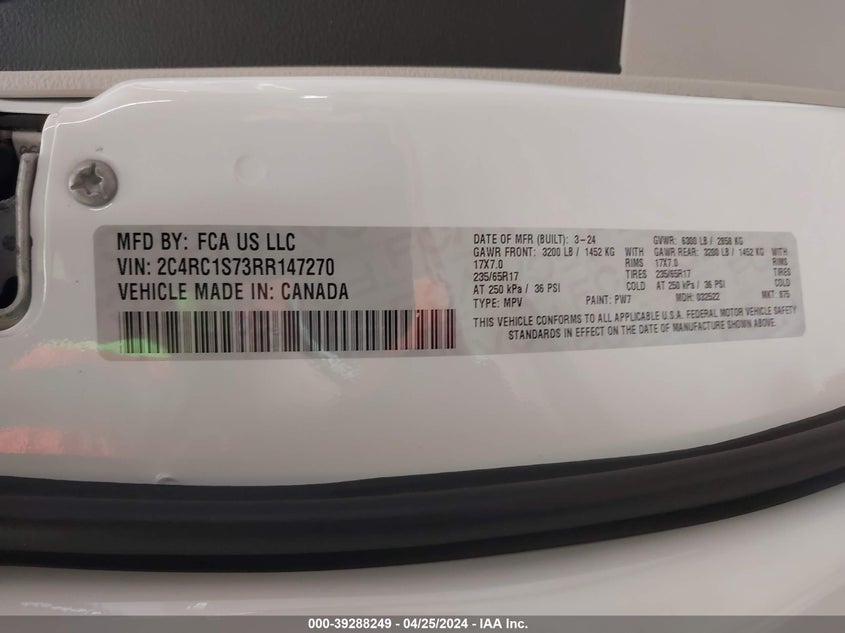 MFD BY: FCA US LLC
VIN: 2C4RC1S73RR147270
VEHICLE MADE IN: CANADA
DATE OF MFR (BUILT): 3-24 GVWR: 6300 LB / 2858 KG
GAWR FRONT: 3200 LB / 1452 KG WITH GAWR REAR: 3200 LB / 1452 KG WITH
17X7.0 RIMS 17X7.0 RIMS
235/65R17 TIRES 235/65R17 TIRES
AT 250 kPa / 36 PSI COLD AT 250 kPa / 36 PSI COLD
TYPE: MPV PAINT: PW7 MDH: 032522 MKT: 875
THIS VEHICLE CONFORMS TO ALL APPLICABLE U.S.A. FEDERAL MOTOR VEHICLE SAFETY
STANDARDS IN EFFECT ON THE DATE OF MANUFACTURE SHOWN ABOVE.
000-39288249 - 04/25/2024 - IAA Inc.